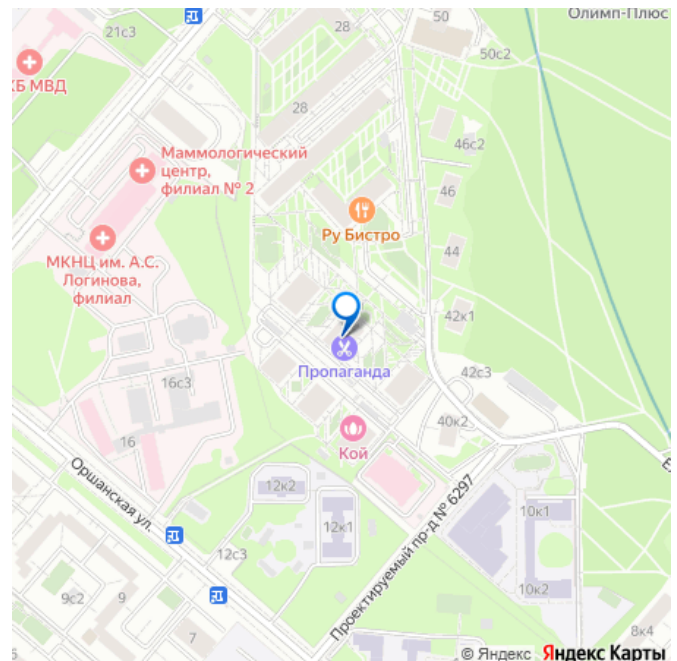 Олимп-Плюс
21с3
28
50
50с2
КБ МВД
28
46с2
Маммологический
центр,
филиал № 2
46
Ру Бистро
44
МКНЦ им. А.С.
Логинова,
филиал
42к1
Пропаганда
42с3
16с3
40к2
16
Кой
Оршанская ул.
12к2
Проектируемый пр-д № 6297
10к1
12к1
12с3
9с2
9
10к2
7
8к4
© Яндекс Яндекс Карты